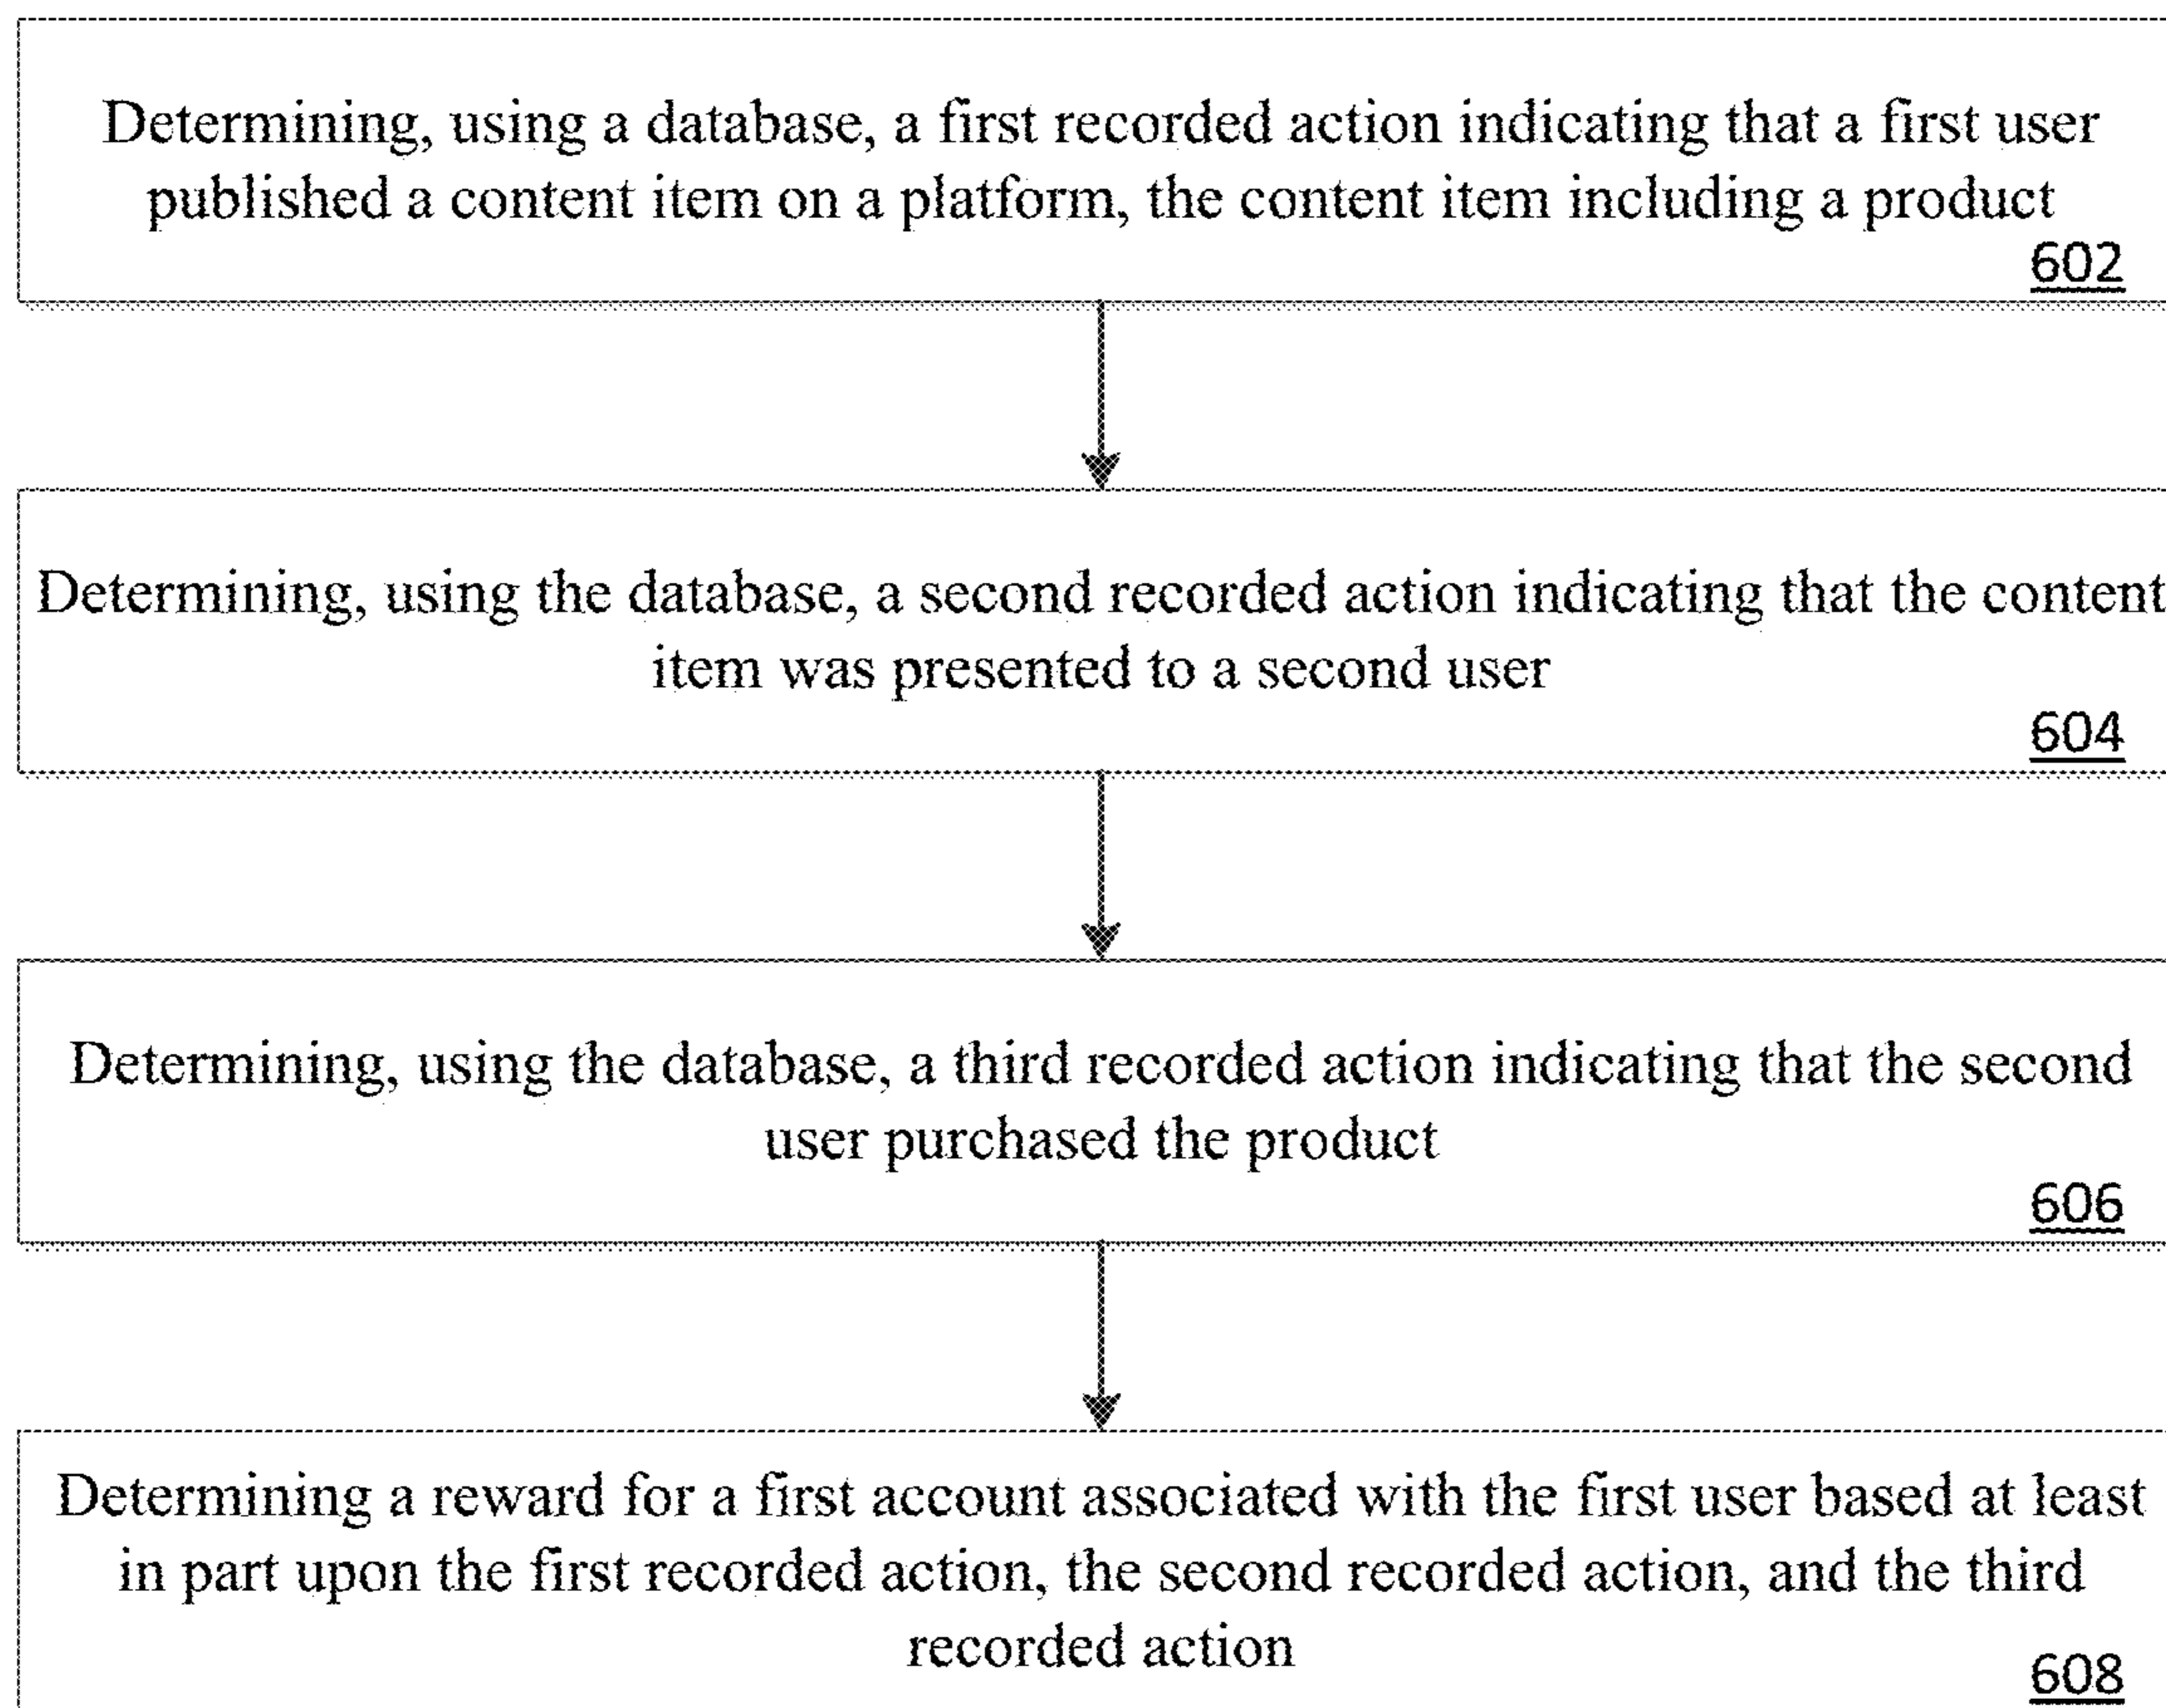 Determining, using a database, a first recorded action indicating that a first user
published a content item on a platform, the content item including a product
602
Determining, using the database, a second recorded action indicating that the content
item was presented to a second user
604
Determining, using the database, a third recorded action indicating that the second
user purchased the product
606
Determining a reward for a first account associated with the first user based at least
in part upon the first recorded action, the second recorded action, and the third
recorded action
608